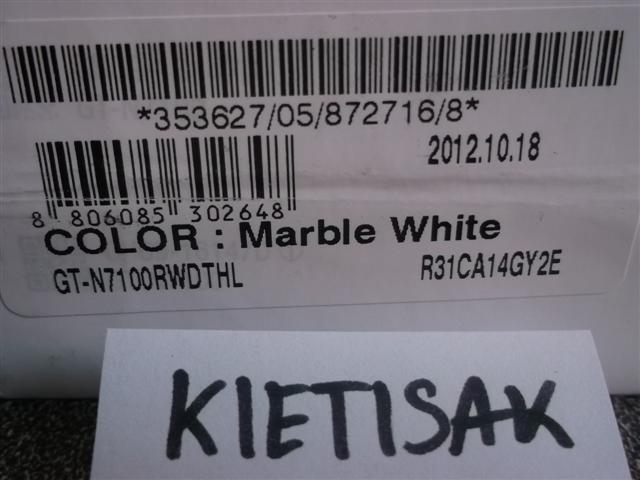 *353627/05/872716/8*
2012.10.18
8 806085 302648
COLOR : Marble White
GT-N7100RWDTHL R31CA14GY2E
KIETISAK